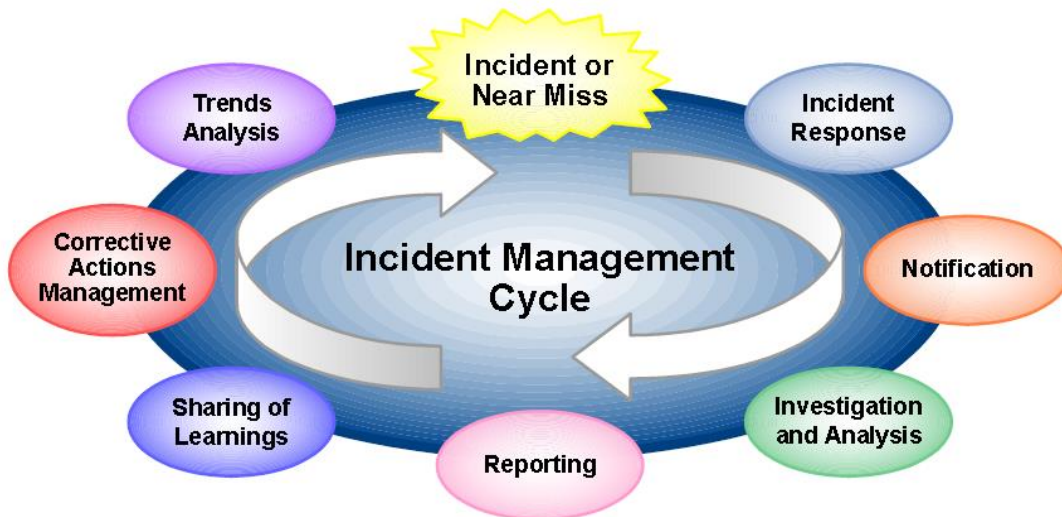 Incident or
Near Miss
Incident
Response
Notification
Investigation
and Analysis
Reporting
Sharing of
Learnings
Corrective
Actions
Management
Trends
Analysis
Incident Management
Cycle